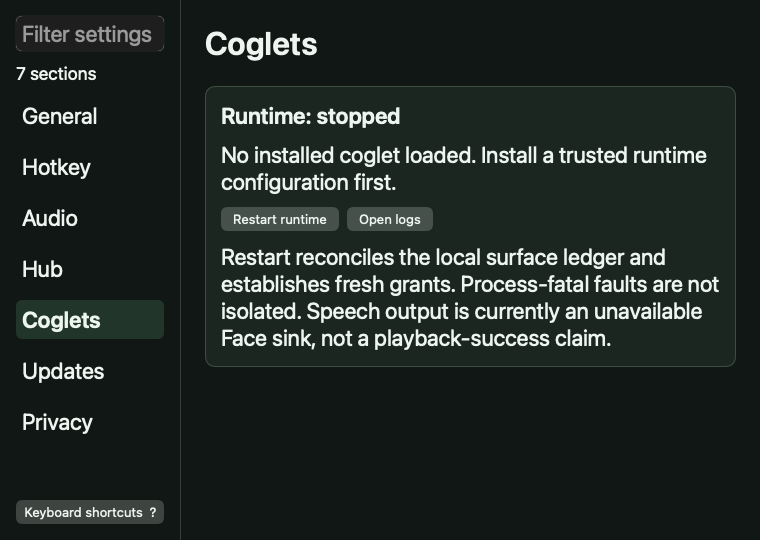 Filter settings
7 sections
General
Hotkey
Audio
Hub
Coglets
Updates
Privacy
Keyboard shortcuts ?
Coglets
Runtime: stopped
No installed coglet loaded. Install a trusted runtime
configuration first.
Restart runtime
Open logs
Restart reconciles the local surface ledger and
establishes fresh grants. Process-fatal faults are not
isolated. Speech output is currently an unavailable
Face sink, not a playback-success claim.